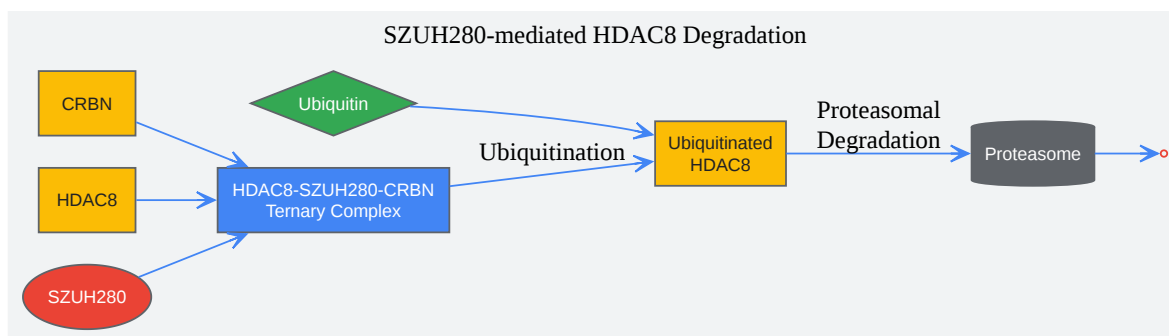 SZUH280-mediated HDAC8 Degradation
CRBN
HDAC8
SZUH280
Ubiquitin
HDAC8-SZUH280-CRBN
Ternary Complex
Ubiquitination
Ubiquitinated
HDAC8
Proteasomal
Degradation
Proteasome